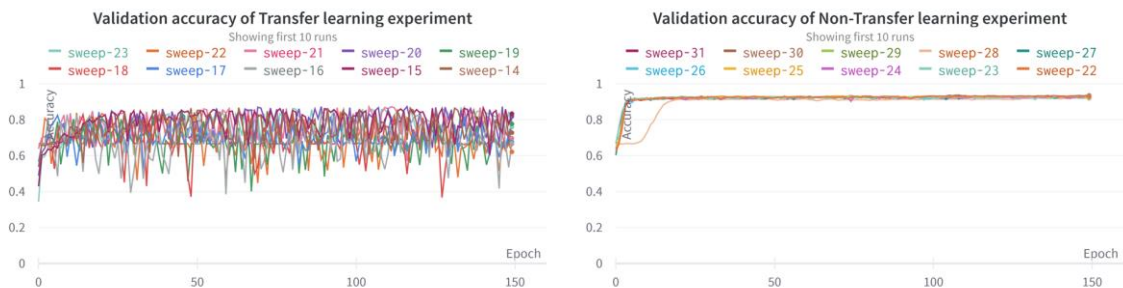 Validation accuracy of Transfer learning experiment
Showing first 10 runs
sweep-23 sweep-22 sweep-21 sweep-20 sweep-19
sweep-18 sweep-17 sweep-16 sweep-15 sweep-14
Accuracy
1
0.8
0.6
0.4
0.2
0
Epoch
0 50 100 150
Validation accuracy of Non-Transfer learning experiment
Showing first 10 runs
sweep-31 sweep-30 sweep-29 sweep-28 sweep-27
sweep-26 sweep-25 sweep-24 sweep-23 sweep-22
Accuracy
1
0.8
0.6
0.4
0.2
0
Epoch
0 50 100 150